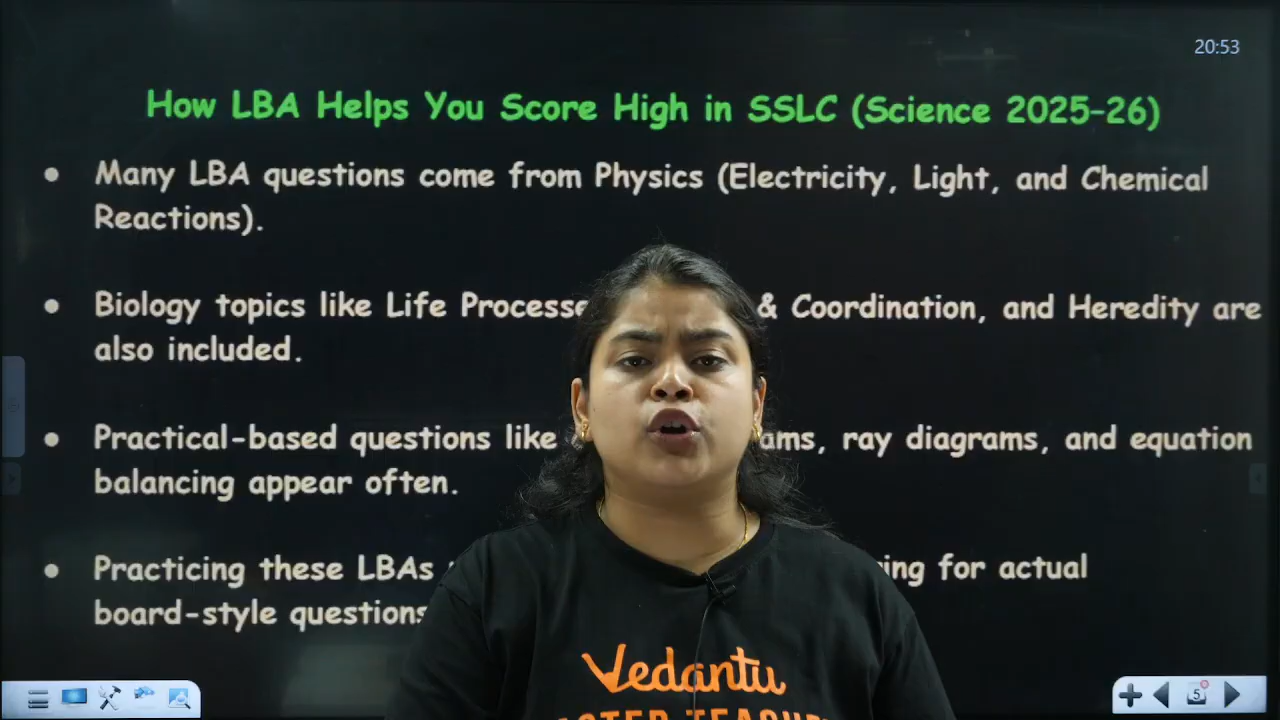 20:53
How LBA Helps You Score High in SSLC (Science 2025-26)
• Many LBA questions come from Physics (Electricity, Light, and Chemical
Reactions).
• Biology topics like Life & Coordination, and Heredity are
also included.
• Practical-based questions like ray diagrams, and equation
balancing appear often.
• Practicing these LBAs for actual
board-style questions
Vedantu
5